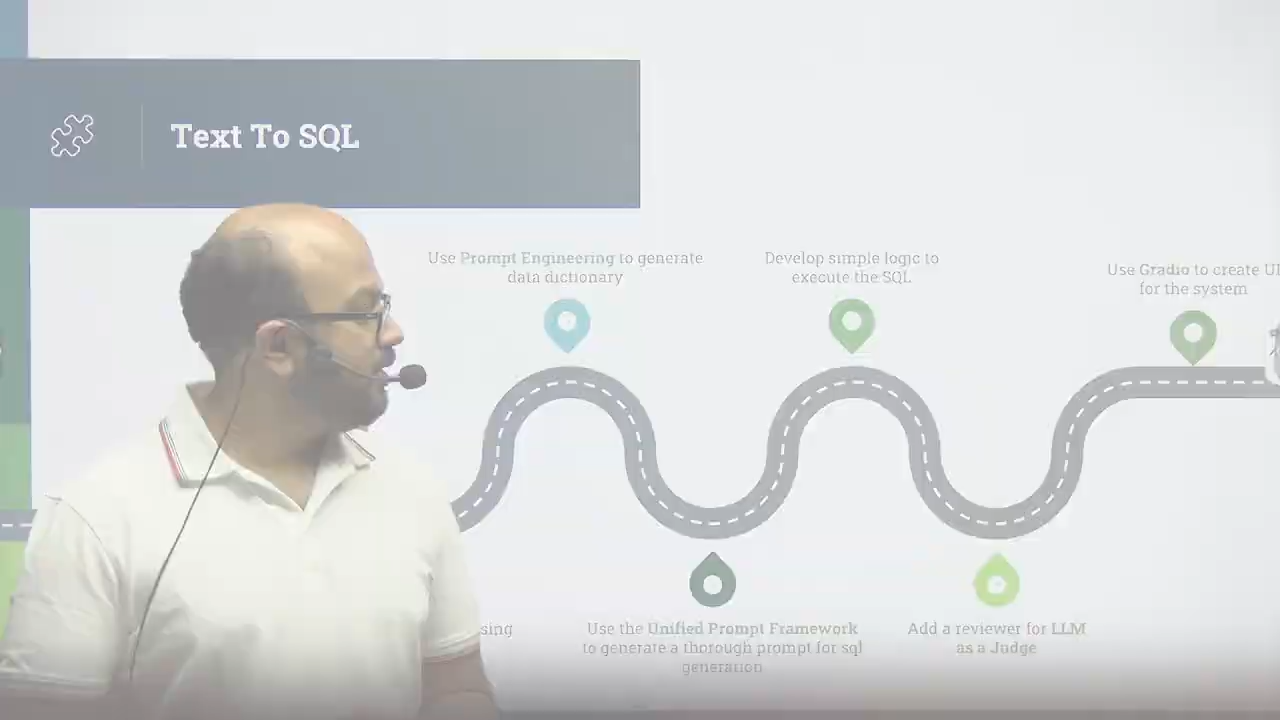 Text To SQL
Use Prompt Engineering to generate
data dictionary
Develop simple logic to
execute the SQL
Use Gradio to create UI
for the system
sing
Use the Unified Prompt Framework
to generate a thorough prompt for sql
generation
Add a reviewer for LLM
as a Judge